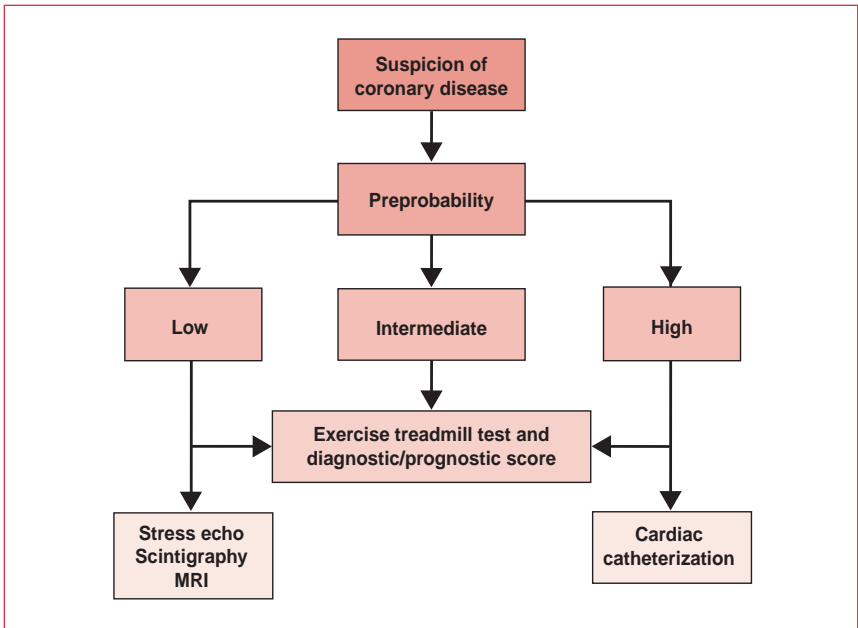 Suspicion of
coronary disease
Preprobability
Low
Intermediate
High
Exercise treadmill test and
diagnostic/prognostic score
Stress echo
Scintigraphy
MRI
Cardiac
catheterization